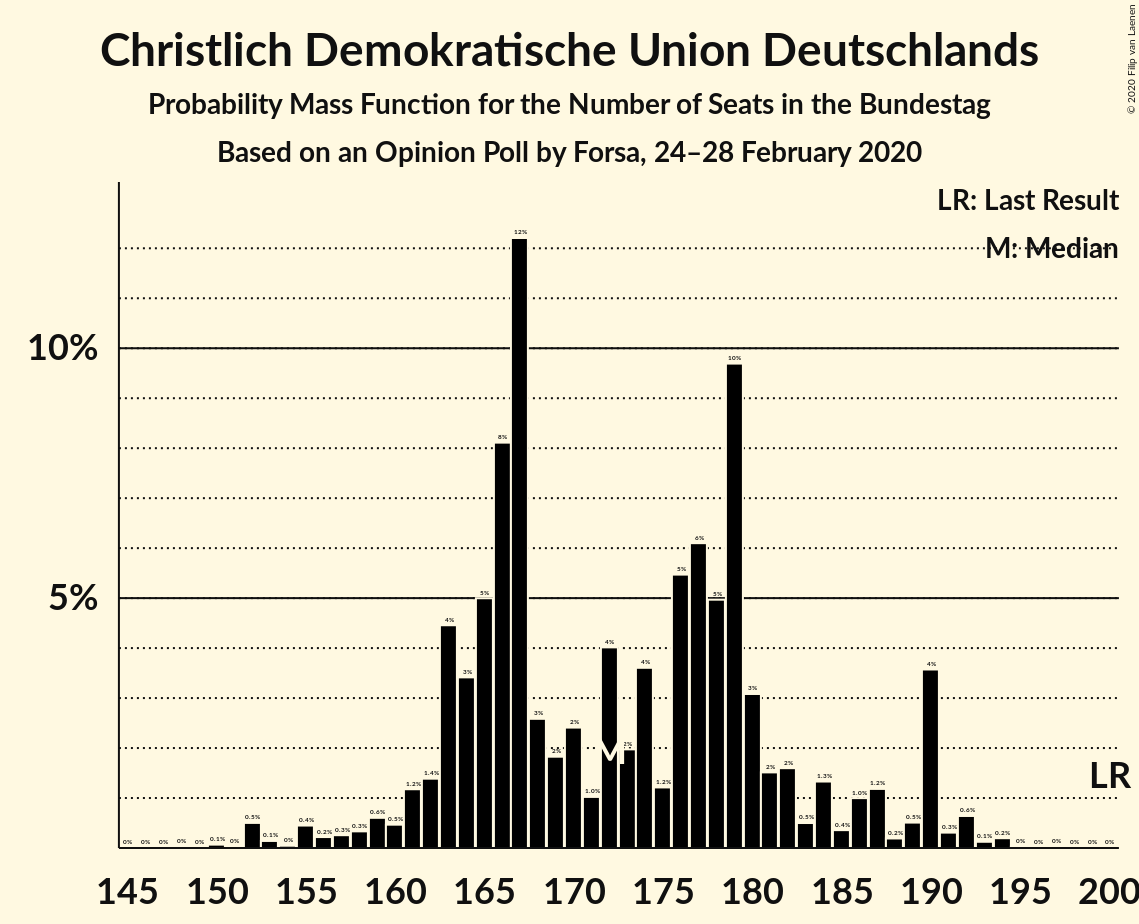 Christlich Demokratische Union Deutschlands
Probability Mass Function for the Number of Seats in the Bundestag
Based on an Opinion Poll by Forsa, 24–28 February 2020
© 2020 Filip van Laenen
LR: Last Result
M: Median
10%
5%
0% 0% 0% 0% 0% 0.1% 0% 0.5% 0.1% 0% 0.4% 0.2% 0.3% 0.3% 0.6% 0.5% 1.2% 1.4% 4% 3% 5% 8% 12% 3% 2% 2% 1.0% 4% 2% 4% 1.2% 5% 6% 5% 10% 3% 2% 2% 0.5% 1.3% 0.4% 1.0% 1.2% 0.2% 0.5% 4% 0.3% 0.6% 0.1% 0.2% 0% 0% 0% 0% 0% 0%
M
LR
145 150 155 160 165 170 175 180 185 190 195 200